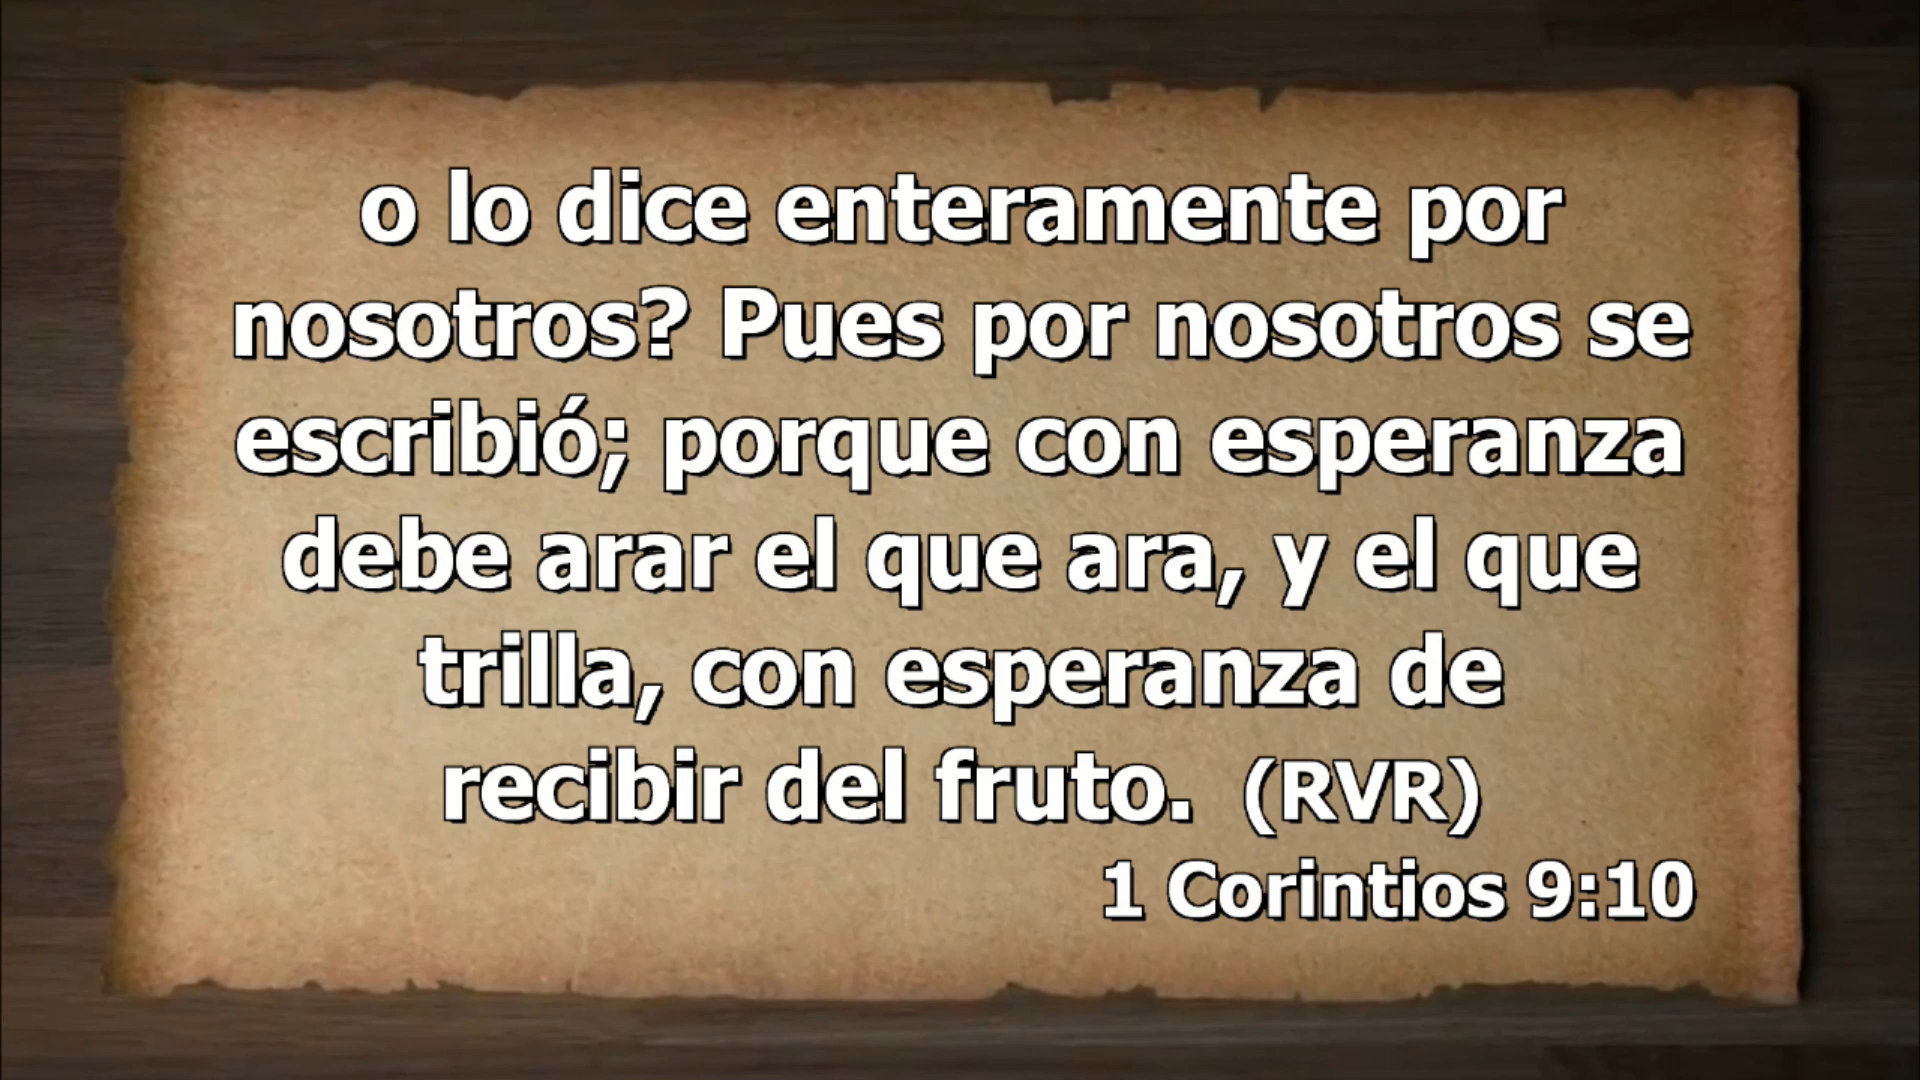 o lo dice enteramente por
nosotros? Pues por nosotros se
escribió; porque con esperanza
debe arar el que ara, y el que
trilla, con esperanza de
recibir del fruto. (RVR)
1 Corintios 9:10